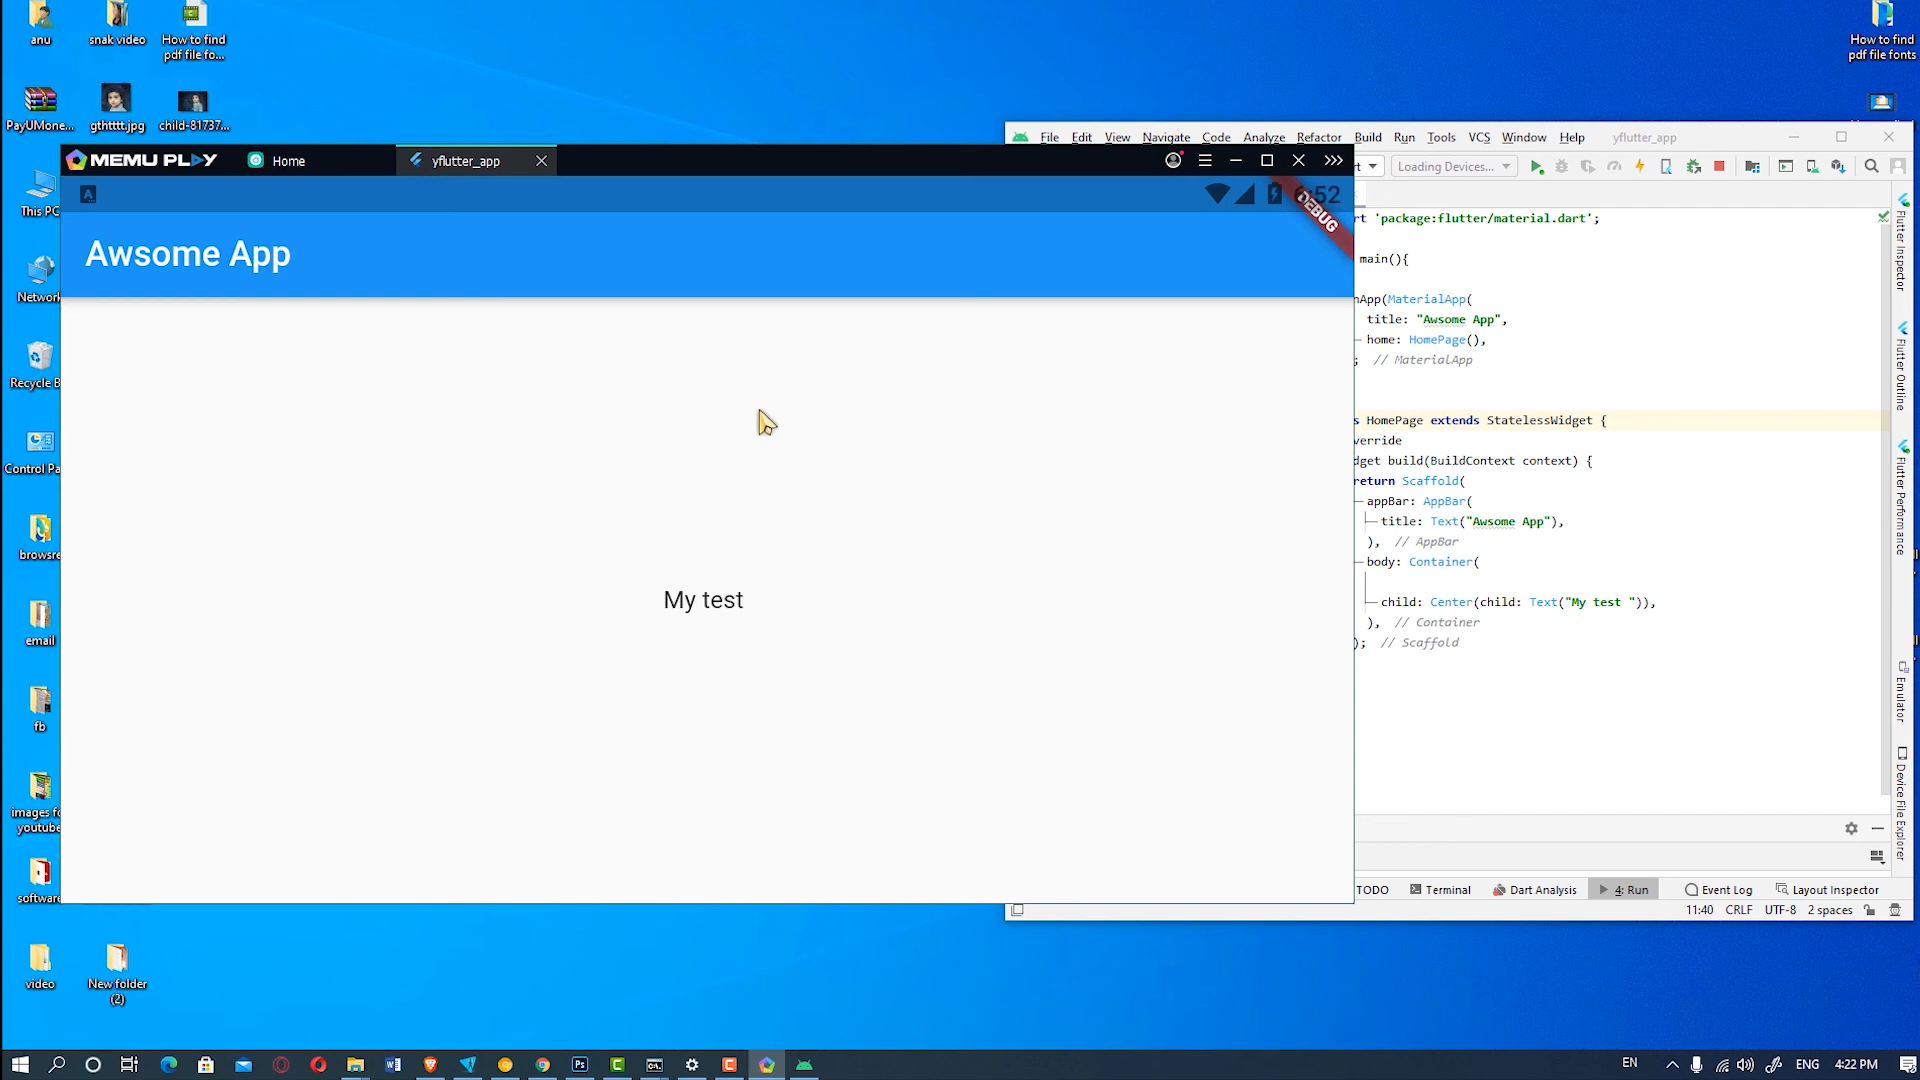 anu
snak video
How to find
pdf file fo...
How to find
pdf file fonts
PayUMone...
gthtttt.jpg
child-81737...
This PC
Network
Recycle B
Control Pa
browsre
email
fb
images fo
youtube
software
video
New folder
(2)
MEMU PLAY
Home
yflutter_app
6:52
DEBUG
Awsome App
My test
File Edit View Navigate Code Analyze Refactor Build Run Tools VCS Window Help yflutter_app
Loading Devices...
rt 'package:flutter/material.dart';
main(){
nApp(MaterialApp(
title: "Awsome App",
home: HomePage(),
; // MaterialApp
s HomePage extends StatelessWidget {
verride
dget build(BuildContext context) {
return Scaffold(
appBar: AppBar(
title: Text("Awsome App"),
), // AppBar
body: Container(
child: Center(child: Text("My test ")),
), // Container
); // Scaffold
Flutter Inspector
Flutter Outline
Flutter Performance
Emulator
Device File Explorer
TODO Terminal Dart Analysis 4: Run Event Log Layout Inspector
11:40 CRLF UTF-8 2 spaces
EN
ENG
4:22 PM